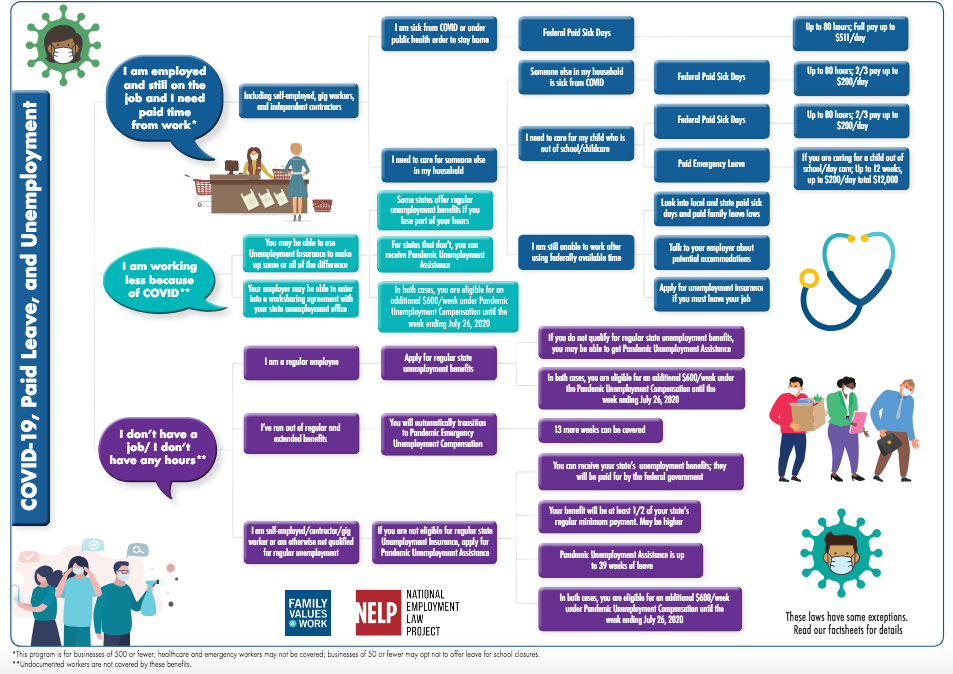 COVID-19, Paid Leave, and Unemployment
I am employed
and still on the
job and I need
paid time
from work*
Including self-employed, gig workers,
and independent contractors
I am sick from COVID or under
public health order to stay home
Federal Paid Sick Days
Up to 80 hours; Full pay up to
$511/day
I need to care for someone else
in my household
Someone else in my household
is sick from COVID
Federal Paid Sick Days
Up to 80 hours; 2/3 pay up to
$200/day
I need to care for my child who is
out of school/childcare
Federal Paid Sick Days
Up to 80 hours; 2/3 pay up to
$200/day
Paid Emergency Leave
If you are caring for a child out of
school/day care; Up to 12 weeks,
up to $200/day total $12,000
I am still unable to work after
using federally available time
Look into local and state paid sick
days and paid family leave laws
Talk to your employer about
potential accommodations
Apply for unemployment insurance
if you must leave your job
I am working
less because
of COVID**
You may be able to use
Unemployment Insurance to make
up some or all of the difference
Your employer may be able to enter
into a worksharing agreement with
your state unemployment office
Some states offer regular
unemployment benefits if you
lose part of your hours
For states that don't, you can
receive Pandemic Unemployment
Assistance
In both cases, you are eligible for an
additional $600/week under Pandemic
Unemployment Compensation until the
week ending July 26, 2020
I don't have a
job/ I don't
have any hours**
I am a regular employee
Apply for regular state
unemployment benefits
If you do not qualify for regular state unemployment benefits,
you may be able to get Pandemic Unemployment Assistance
In both cases, you are eligible for an additional $600/week under
the Pandemic Unemployment Compensation until the
week ending July 26, 2020
I've run out of regular and
extended benefits
You will automatically transition
to Pandemic Emergency
Unemployment Compensation
13 more weeks can be covered
I am self-employed/contractor/gig
worker or am otherwise not qualified
for regular unemployment
If you are not eligible for regular state
Unemployment Insurance, apply for
Pandemic Unemployment Assistance
You can receive your state's unemployment benefits; they
will be paid for by the federal government
Your benefit will be at least 1/2 of your state's
regular minimum payment. May be higher
Pandemic Unemployment Assistance is up
to 39 weeks of leave
In both cases, you are eligible for an additional $600/week
under Pandemic Unemployment Compensation until the
week ending July 26, 2020
FAMILY
VALUES
@ WORK
NELP
NATIONAL
EMPLOYMENT
LAW
PROJECT
These laws have some exceptions.
Read our factsheets for details
*This program is for businesses of 500 or fewer; healthcare and emergency workers may not be covered; businesses of 50 or fewer may opt not to offer leave for school closures.
**Undocumented workers are not covered by these benefits.